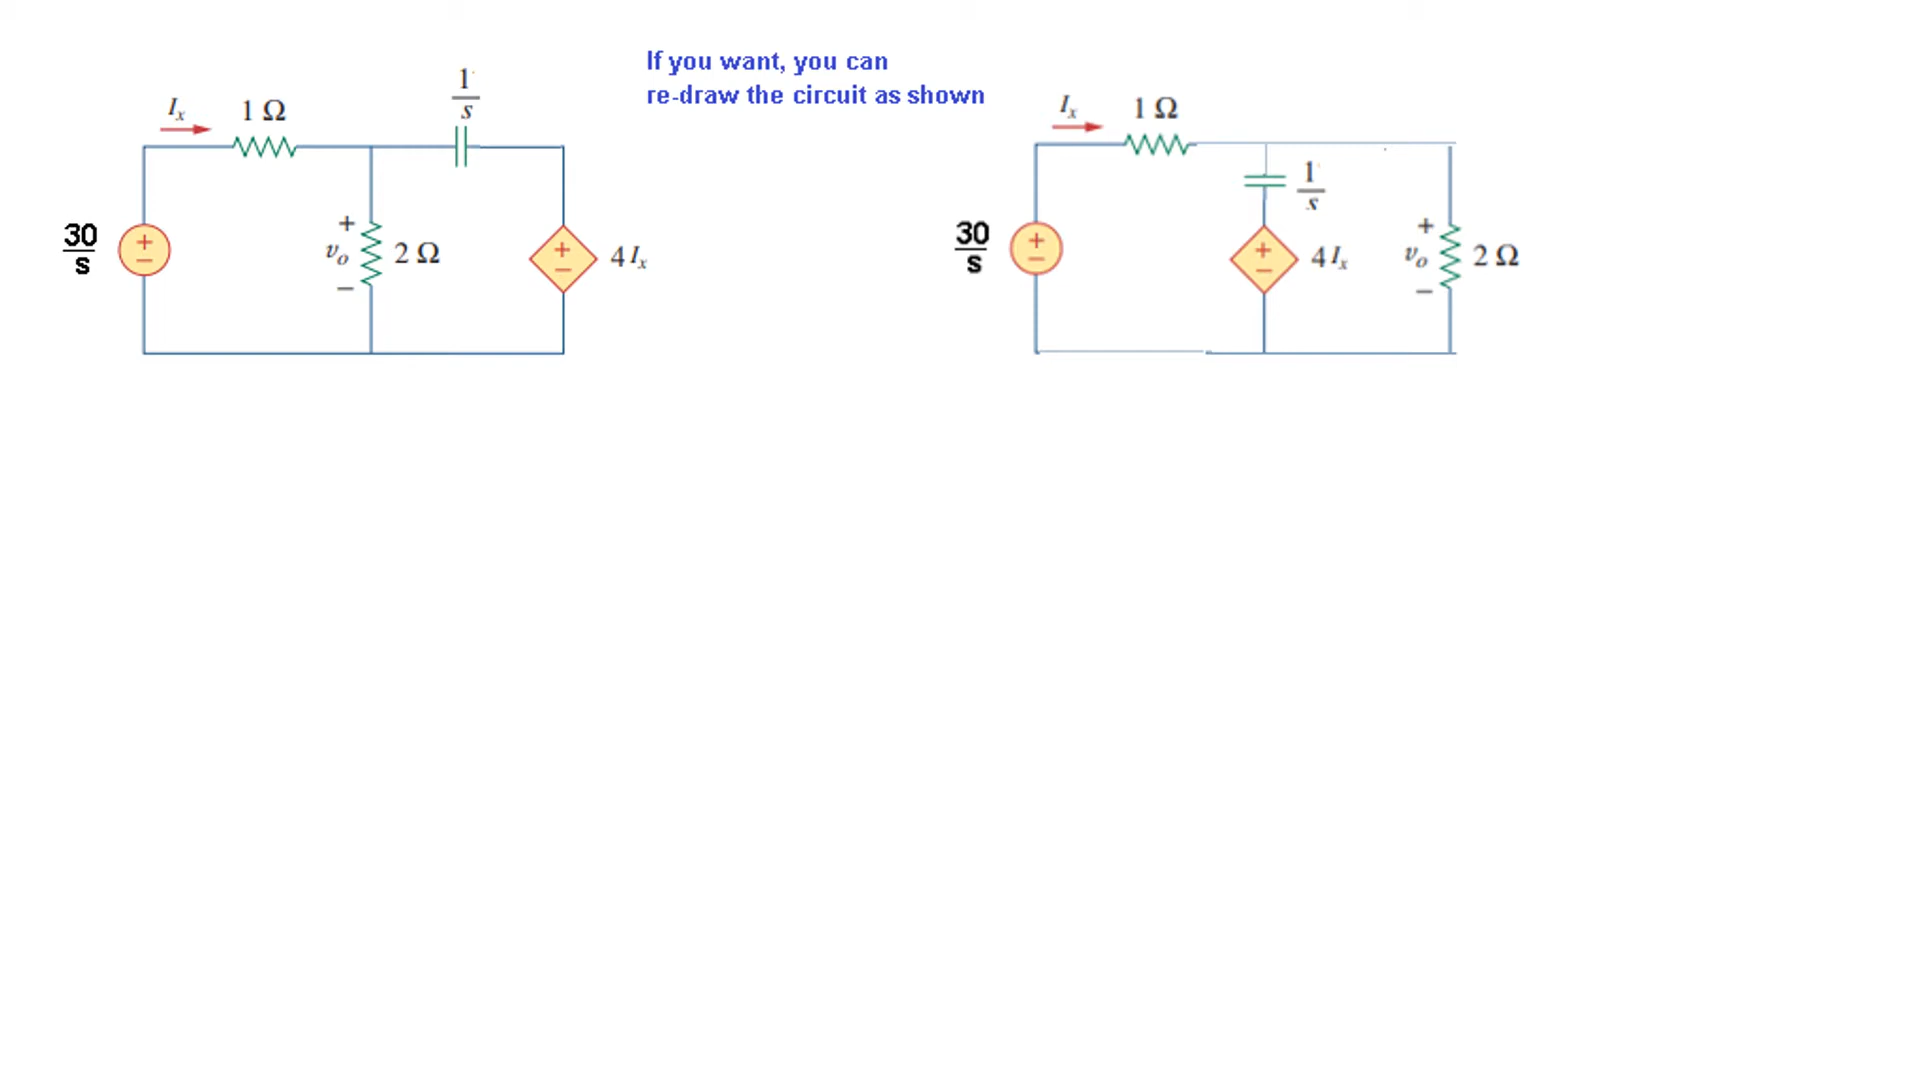 If you want, you can
re-draw the circuit as shown
Ix 1 Ω
1
s
30
s
+
−
+
vo
−
2 Ω
+
−
4Ix
Ix 1 Ω
1
s
30
s
+
−
+
−
4Ix
+
vo
−
2 Ω